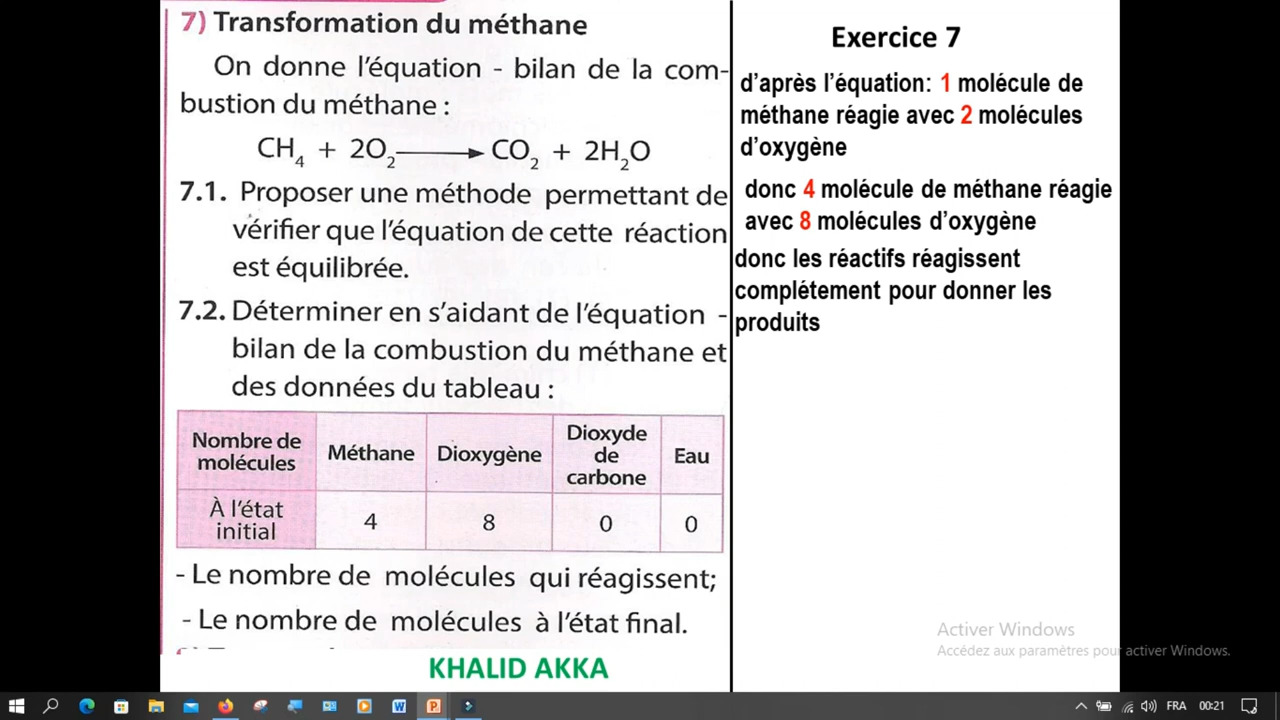 7) Transformation du méthane
On donne l'équation - bilan de la com-
bustion du méthane :
CH4 + 2O2 → CO2 + 2H2O
7.1. Proposer une méthode permettant de
vérifier que l'équation de cette réaction
est équilibrée.
7.2. Déterminer en s'aidant de l'équation -
bilan de la combustion du méthane et
des données du tableau :
Nombre de molécules | Méthane | Dioxygène | Dioxyde de carbone | Eau
À l'état initial | 4 | 8 | 0 | 0
- Le nombre de molécules qui réagissent;
- Le nombre de molécules à l'état final.
KHALID AKKA
Exercice 7
d'après l'équation: 1 molécule de
méthane réagie avec 2 molécules
d'oxygène
donc 4 molécule de méthane réagie
avec 8 molécules d'oxygène
donc les réactifs réagissent
complétement pour donner les
produits
Activer Windows
Accédez aux paramètres pour activer Windows.
FRA 00:21